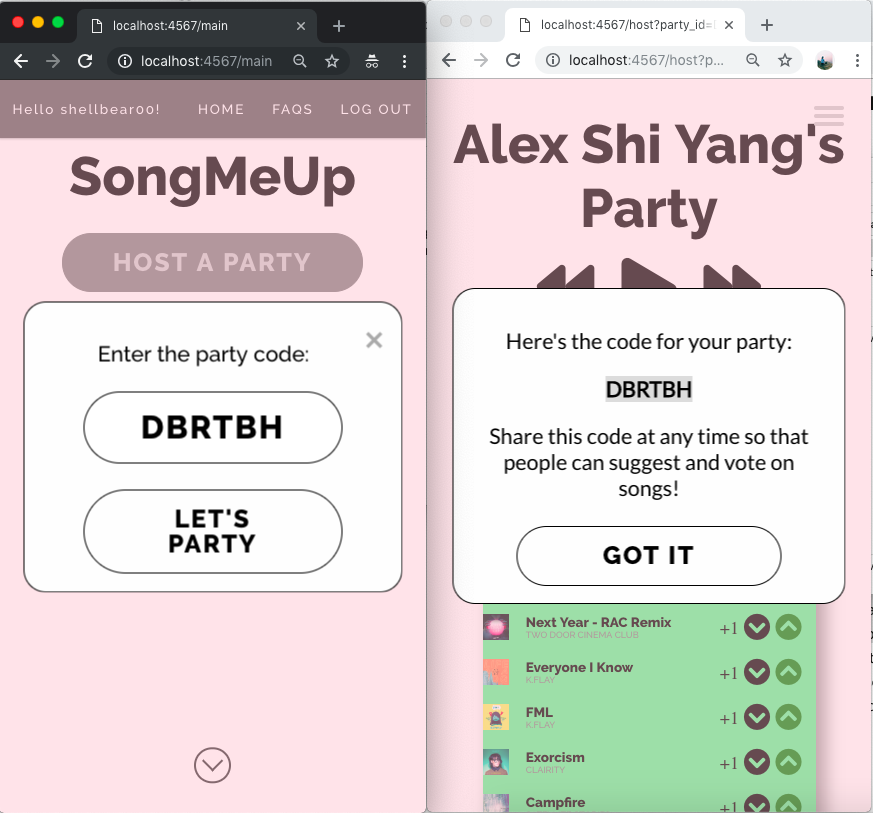 localhost:4567/main
localhost:4567/main
Hello shellbear00!
HOME
FAQS
LOG OUT
SongMeUp
HOST A PARTY
Enter the party code:
DBRTBH
LET'S
PARTY
localhost:4567/host?party_id=
localhost:4567/host?p...
Alex Shi Yang's
Party
Here's the code for your party:
DBRTBH
Share this code at any time so that
people can suggest and vote on
songs!
GOT IT
Next Year - RAC Remix
TWO DOOR CINEMA CLUB
+1
Everyone I Know
K.FLAY
+1
FML
K.FLAY
+1
Exorcism
CLAIRITY
+1
Campfire
+1